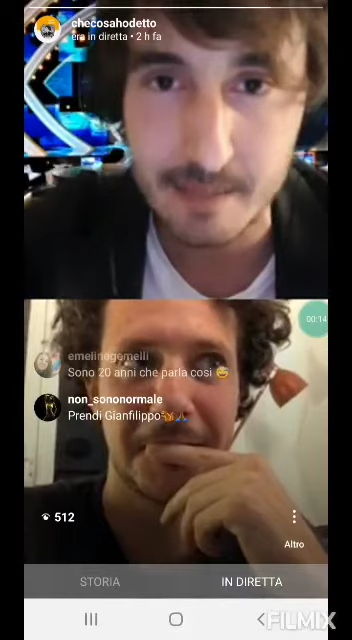 checosahodetto
era in diretta • 2 h fa
00:14
emelinegemelli
Sono 20 anni che parla così 😅
non_sononormale
Prendi Gianfilippo
512
Altro
STORIA
IN DIRETTA
FILMIX